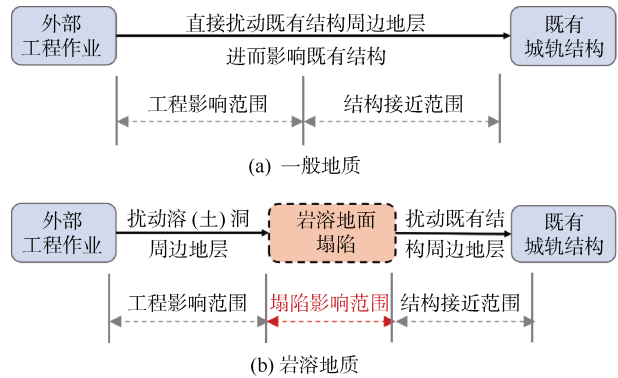 外部
工程作业
直接扰动既有结构周边地层
进而影响既有结构
既有
城轨结构
工程影响范围
结构接近范围
(a) 一般地质
外部
工程作业
扰动溶(土)洞
周边地层
岩溶地面
塌陷
扰动既有结
构周边地层
既有
城轨结构
工程影响范围
塌陷影响范围
结构接近范围
(b) 岩溶地质